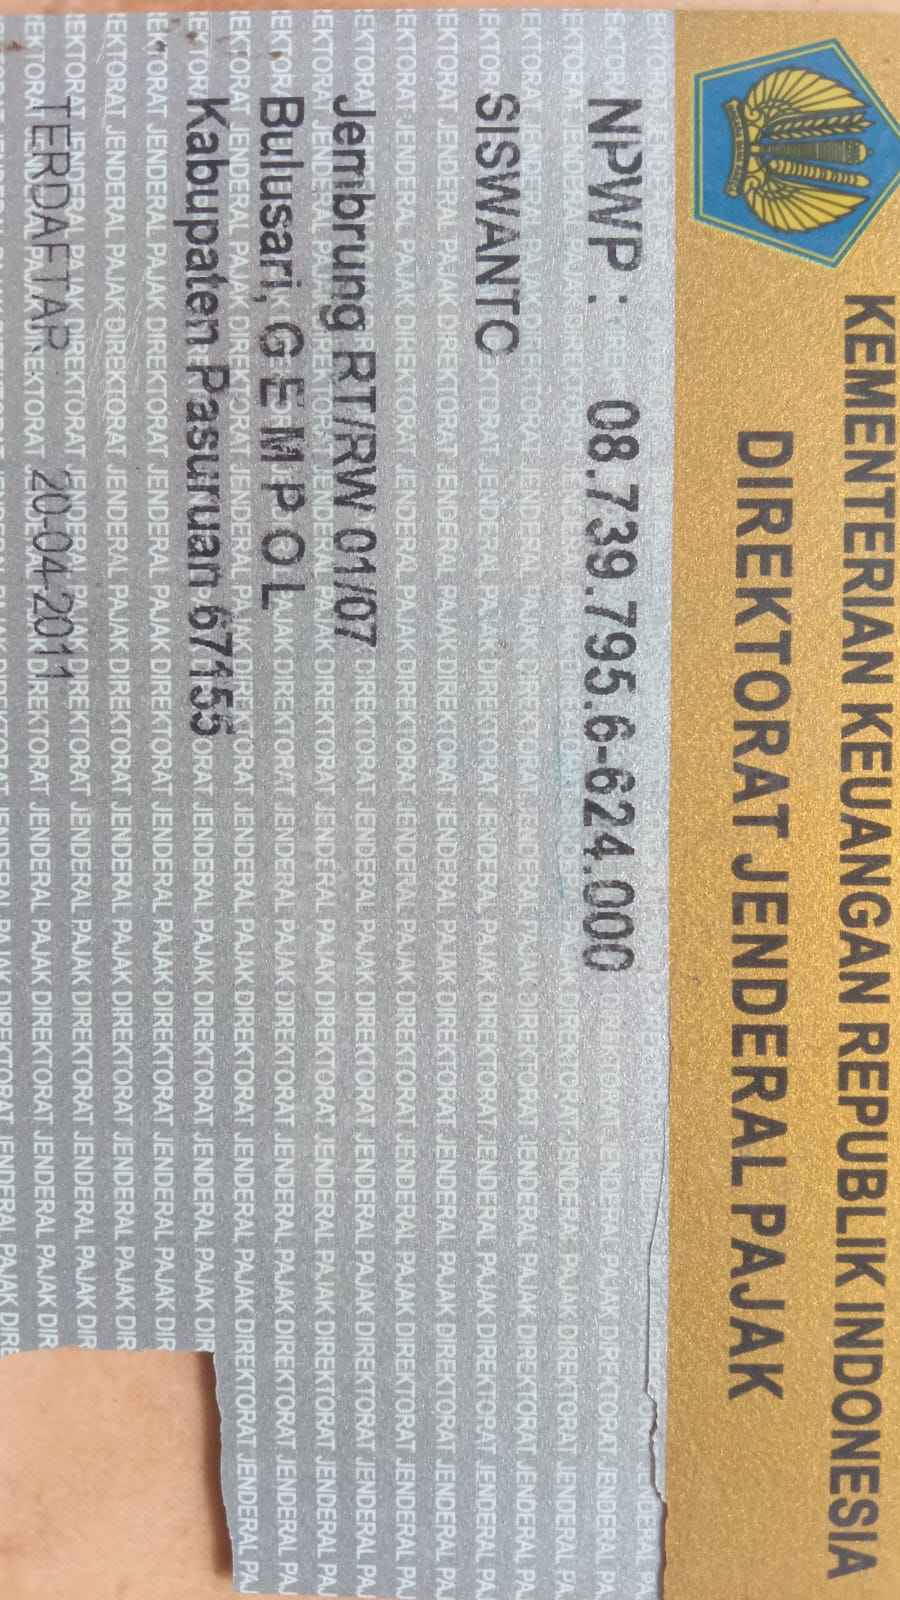 KEMENTERIAN KEUANGAN REPUBLIK INDONESIA
DIREKTORAT JENDERAL PAJAK
NPWP : 08.739.795.6-624.000
SISWANTO
Jembrung RT/RW 01/07
Bulusari, G E M P O L
Kabupaten Pasuruan 67155
TERDAFTAR : 20-04-2011